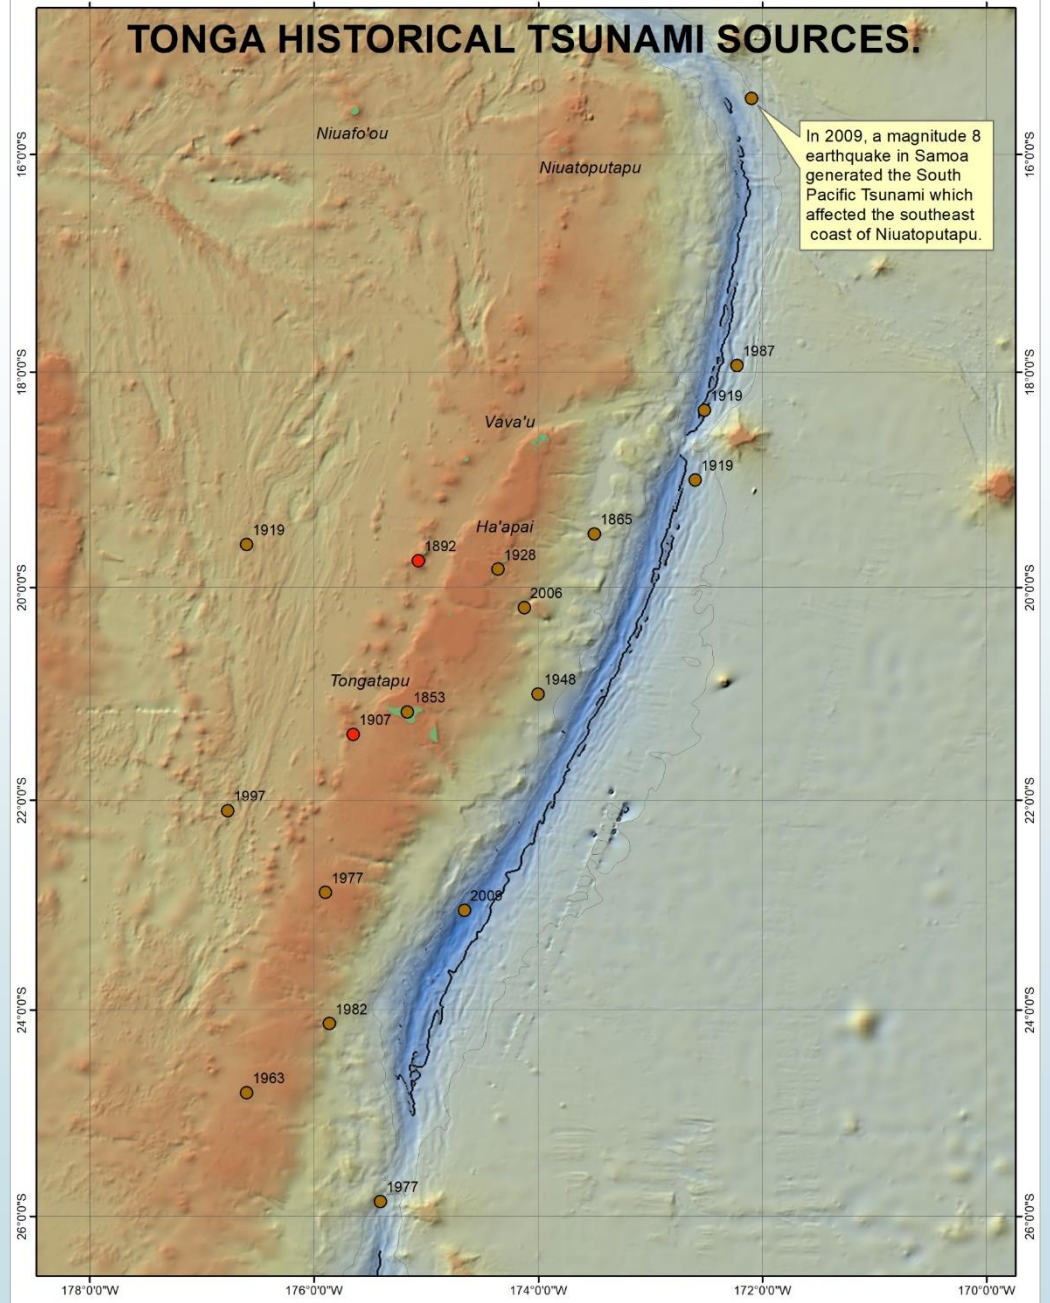 TONGA HISTORICAL TSUNAMI SOURCES.
Niuafo'ou
Niuatoputapu
In 2009, a magnitude 8
earthquake in Samoa
generated the South
Pacific Tsunami which
affected the southeast
coast of Niuatoputapu.
16°0'0"S
16°0'0"S
1987
18°0'0"S
18°0'0"S
1919
Vava'u
1919
Ha'apai
1865
1919
1892
1928
20°0'0"S
20°0'0"S
2006
Tongatapu
1948
1853
1907
22°0'0"S
22°0'0"S
1997
1977
2009
24°0'0"S
24°0'0"S
1982
1963
1977
26°0'0"S
26°0'0"S
178°0'0"W
176°0'0"W
174°0'0"W
172°0'0"W
170°0'0"W